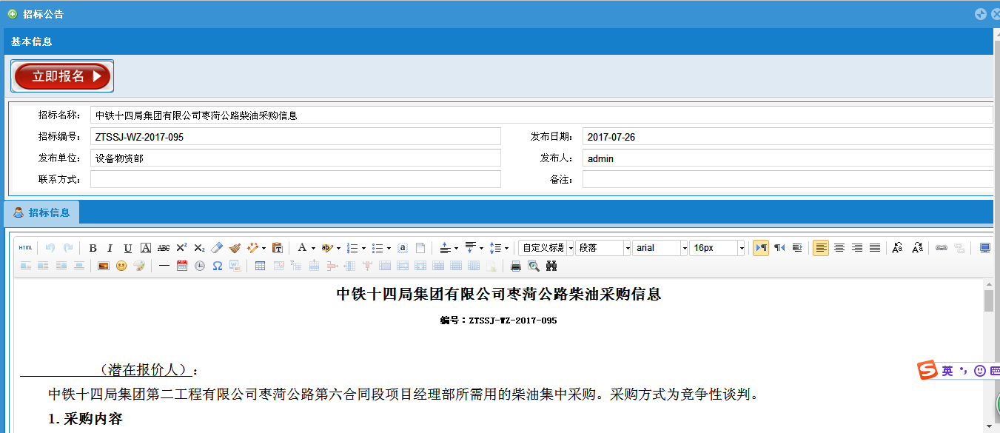 招标公告
基本信息
立即报名
招标名称： 中铁十四局集团有限公司枣菏公路柴油采购信息
招标编号： ZTSSJ-WZ-2017-095 发布日期： 2017-07-26
发布单位： 设备物资部 发布人： admin
联系方式： 备注：
招标信息
HTML B I U A ABC X² X₂ A ab a 自定义标题 段落 arial 16px
中铁十四局集团有限公司枣菏公路柴油采购信息
编号：ZTSSJ-WZ-2017-095
（潜在报价人）：
中铁十四局集团第二工程有限公司枣菏公路第六合同段项目经理部所需用的柴油集中采购。采购方式为竞争性谈判。
1. 采购内容
S 英